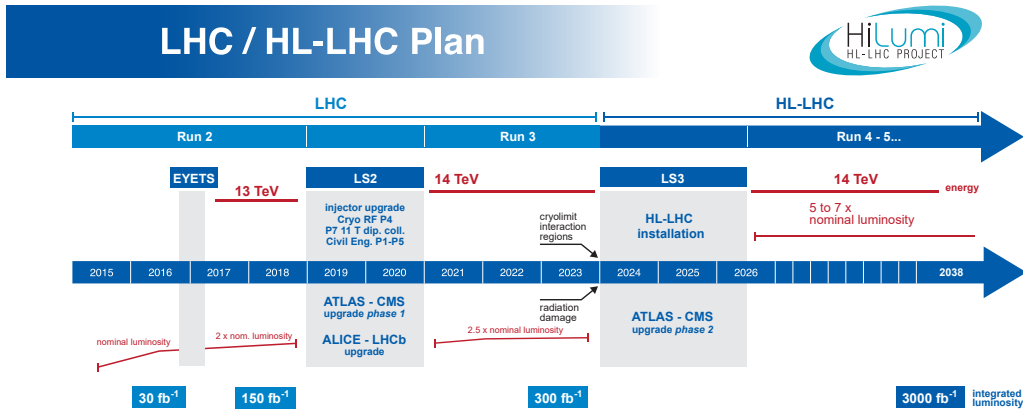 LHC / HL-LHC Plan
HiLumi
HL-LHC PROJECT
LHC
HL-LHC
Run 2
Run 3
Run 4 - 5...
EYETS
13 TeV
LS2
14 TeV
LS3
14 TeV
energy
injector upgrade
Cryo RF P4
P7 11 T dip. coll.
Civil Eng. P1-P5
cryolimit
interaction
regions
HL-LHC
installation
5 to 7 x
nominal luminosity
2015
2016
2017
2018
2019
2020
2021
2022
2023
2024
2025
2026
2038
ATLAS - CMS
upgrade phase 1
ALICE - LHCb
upgrade
radiation
damage
ATLAS - CMS
upgrade phase 2
nominal luminosity
2 x nom. luminosity
2.5 x nominal luminosity
30 fb⁻¹
150 fb⁻¹
300 fb⁻¹
3000 fb⁻¹
integrated
luminosity